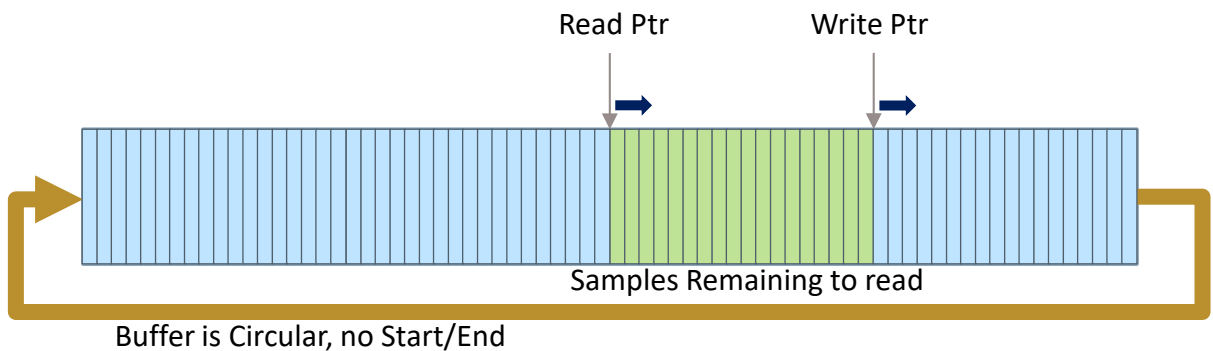 Read Ptr
Write Ptr
Samples Remaining to read
Buffer is Circular, no Start/End